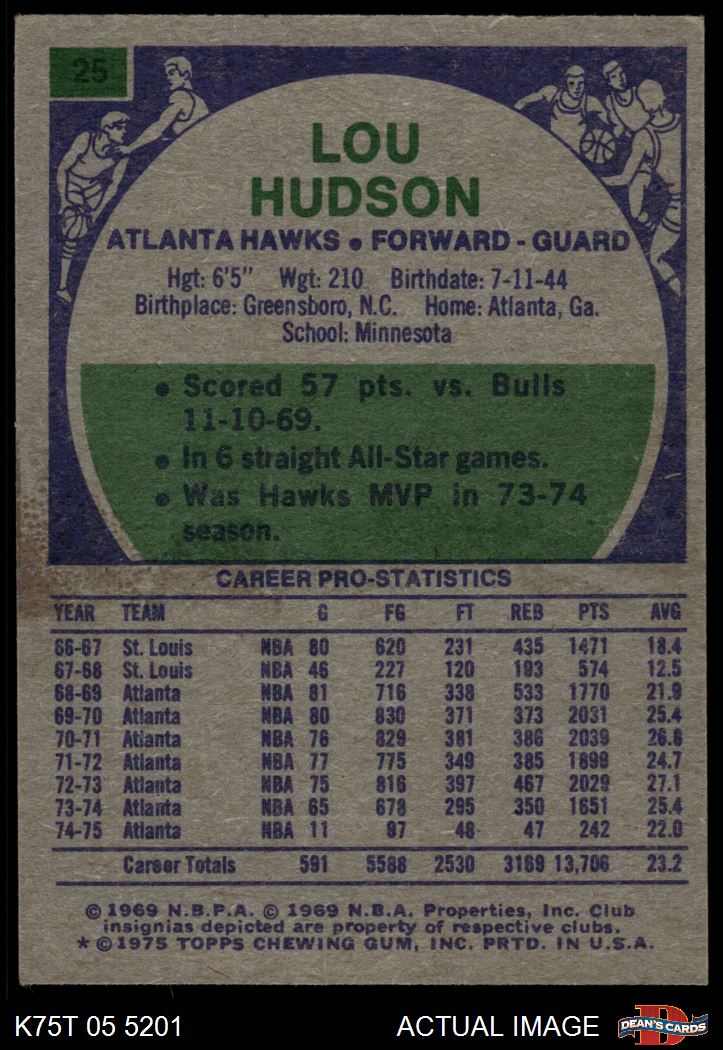 25
LOU
HUDSON
ATLANTA HAWKS • FORWARD - GUARD
Hgt: 6'5" Wgt: 210 Birthdate: 7-11-44
Birthplace: Greensboro, N.C. Home: Atlanta, Ga.
School: Minnesota
• Scored 57 pts. vs. Bulls
11-10-69.
• In 6 straight All-Star games.
• Was Hawks MVP in 73-74
season.
CAREER PRO-STATISTICS
YEAR TEAM G FG FT REB PTS AVG
66-67 St. Louis NBA 80 620 231 435 1471 18.4
67-68 St. Louis NBA 46 227 120 193 574 12.5
68-69 Atlanta NBA 81 716 338 533 1770 21.9
69-70 Atlanta NBA 80 830 371 373 2031 25.4
70-71 Atlanta NBA 76 829 381 386 2039 26.8
71-72 Atlanta NBA 77 775 349 385 1899 24.7
72-73 Atlanta NBA 75 816 397 467 2029 27.1
73-74 Atlanta NBA 65 678 295 350 1651 25.4
74-75 Atlanta NBA 11 97 48 47 242 22.0
Career Totals 591 5588 2530 3169 13,706 23.2
© 1969 N.B.P.A. © 1969 N.B.A. Properties, Inc. Club
insignias depicted are property of respective clubs.
* © 1975 TOPPS CHEWING GUM, INC. PRTD. IN U.S.A.
K75T 05 5201 ACTUAL IMAGE D DEAN'S CARDS